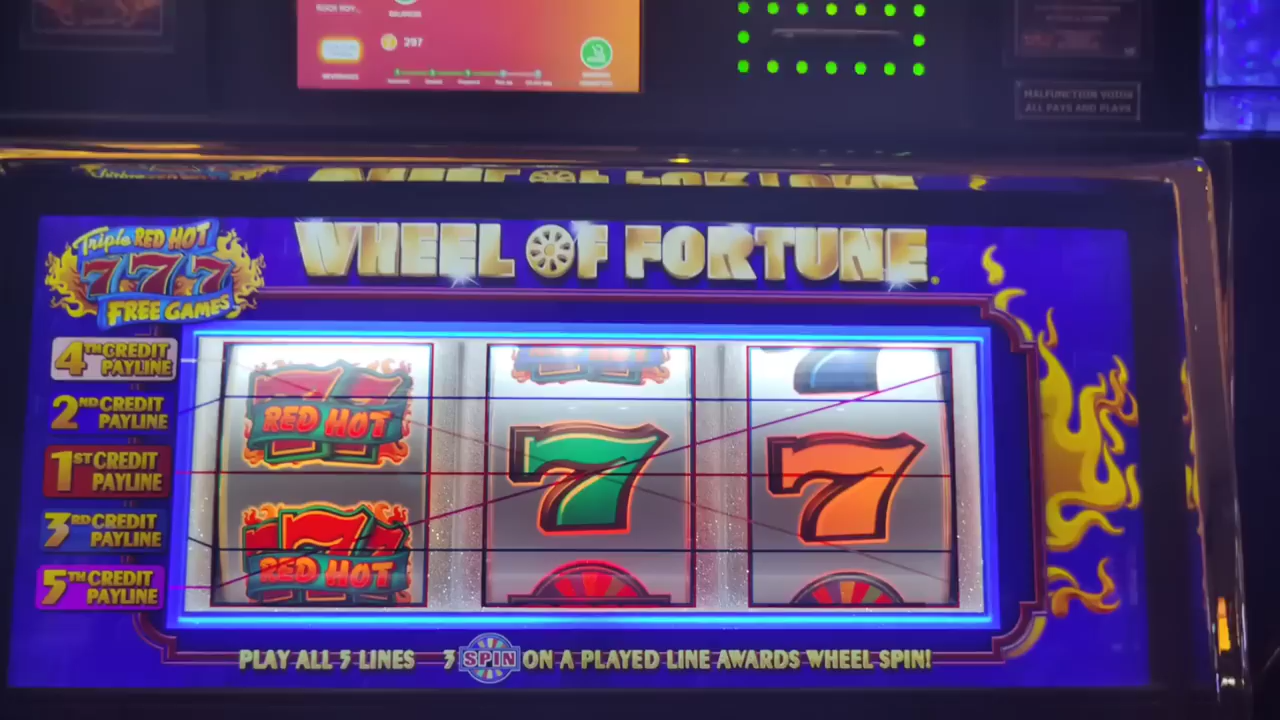 297
MALFUNCTION VOIDS
ALL PAYS AND PLAYS
Triple RED HOT
777
FREE GAMES
WHEEL OF FORTUNE
4TH CREDIT
PAYLINE
2ND CREDIT
PAYLINE
1ST CREDIT
PAYLINE
3RD CREDIT
PAYLINE
5TH CREDIT
PAYLINE
RED HOT
7
7
RED HOT
PLAY ALL 5 LINES 3 SPIN ON A PLAYED LINE AWARDS WHEEL SPIN!